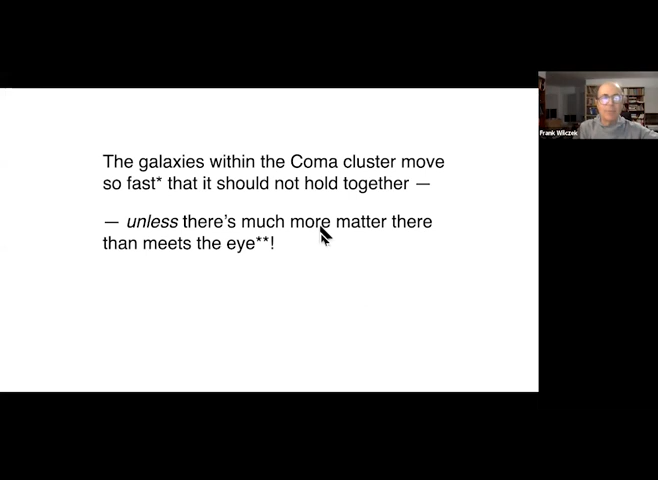 The galaxies within the Coma cluster move
so fast* that it should not hold together —
— unless there's much more matter there
than meets the eye**!
Frank Wilczek